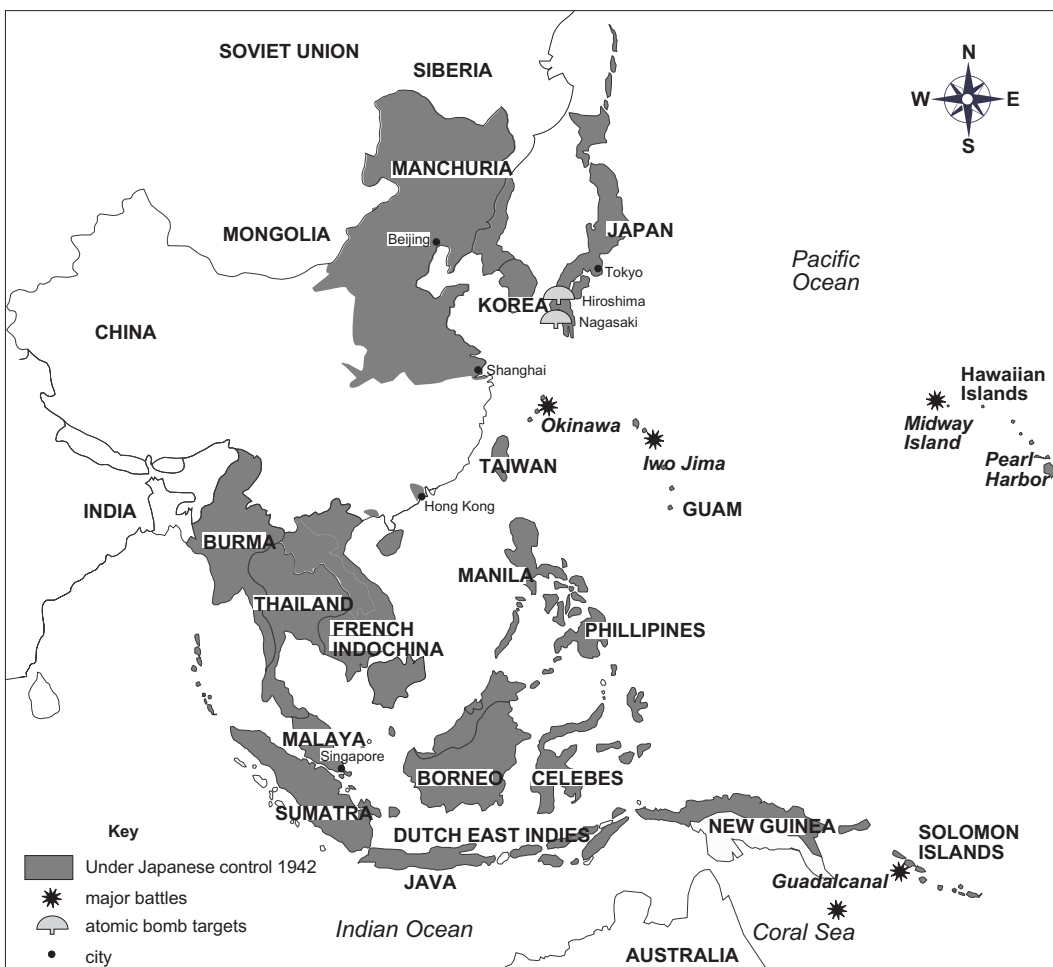 SOVIET UNION
SIBERIA
N
W
E
S
MANCHURIA
MONGOLIA
Beijing
JAPAN
Tokyo
Pacific
Ocean
KOREA
Hiroshima
Nagasaki
CHINA
Shanghai
Hawaiian
Islands
Midway
Island
Okinawa
Iwo Jima
Pearl
Harbor
TAIWAN
Hong Kong
GUAM
INDIA
BURMA
MANILA
THAILAND
FRENCH
INDOCHINA
PHILLIPINES
MALAYA
Singapore
BORNEO
CELEBES
SUMATRA
DUTCH EAST INDIES
NEW GUINEA
SOLOMON
ISLANDS
JAVA
Guadalcanal
Indian Ocean
Coral Sea
AUSTRALIA
Key
Under Japanese control 1942
major battles
atomic bomb targets
city